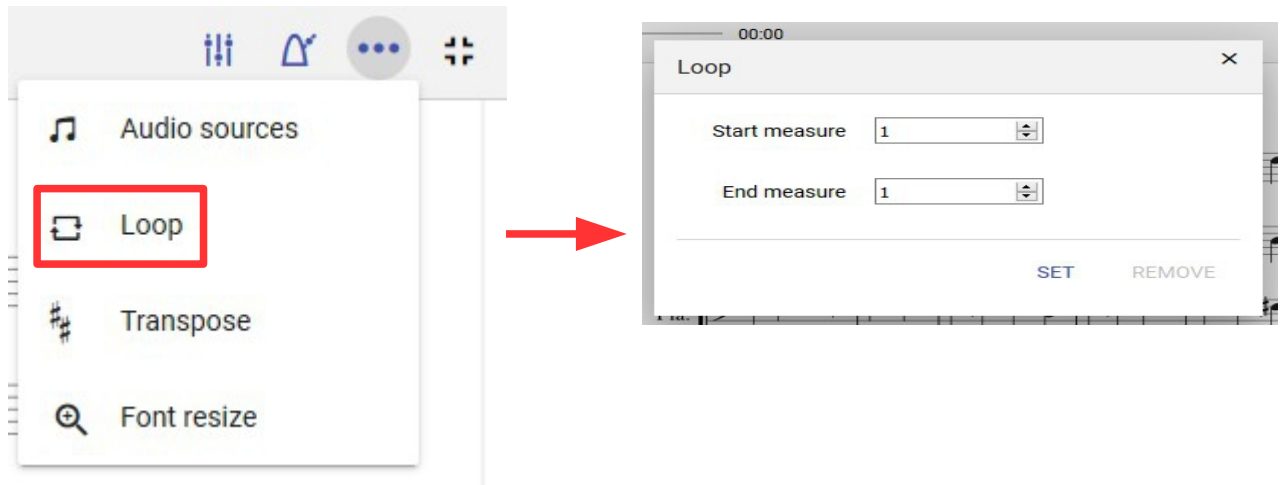 Audio sources
Loop
Transpose
Font resize
00:00
Loop
Start measure 1
End measure 1
SET REMOVE